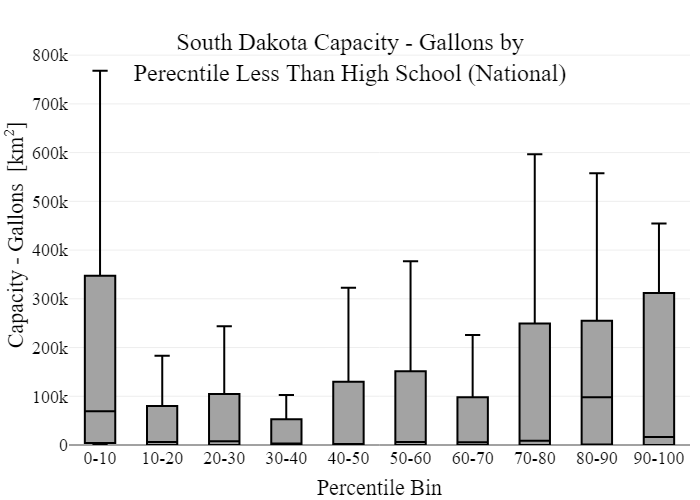 South Dakota Capacity - Gallons by
Perecntile Less Than High School (National)
Capacity - Gallons [km²]
800k
700k
600k
500k
400k
300k
200k
100k
0
0-10 10-20 20-30 30-40 40-50 50-60 60-70 70-80 80-90 90-100
Percentile Bin